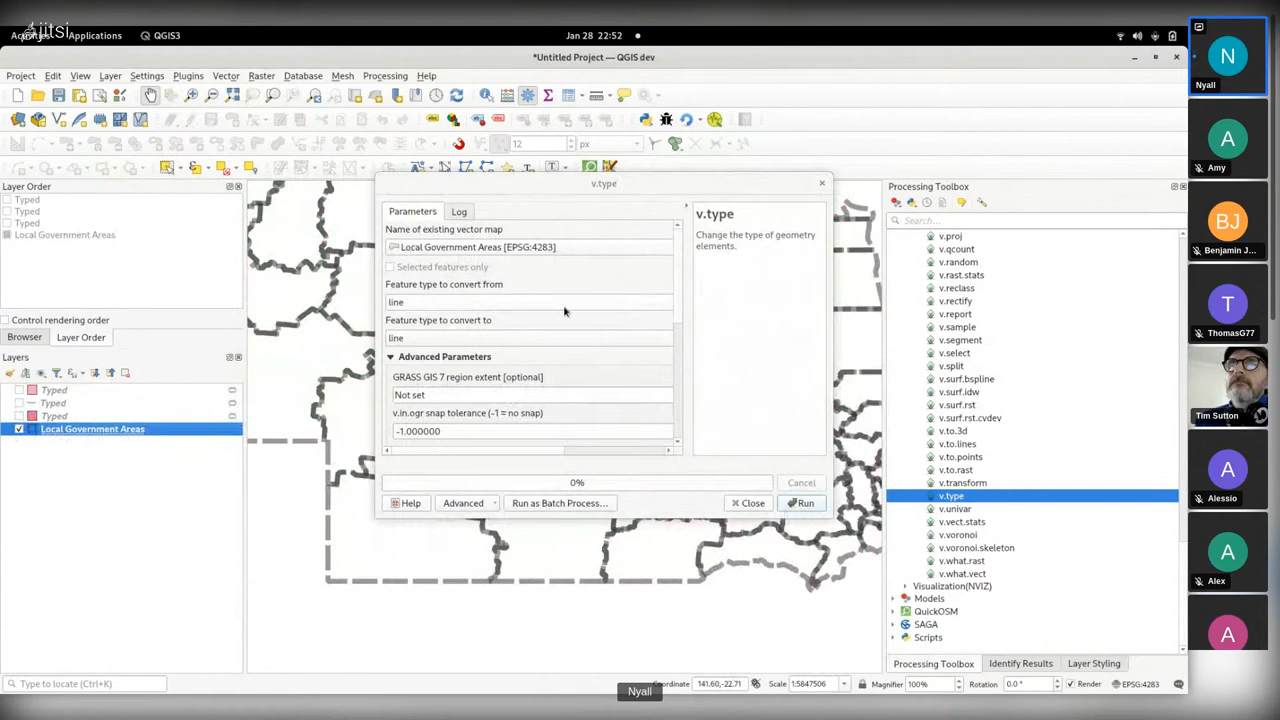 jitsi
Activities Applications QGIS3 Jan 28 22:52
*Untitled Project — QGIS dev
Project Edit View Layer Settings Plugins Vector Raster Database Mesh Processing Help
12 px
Layer Order
Typed
Typed
Typed
Local Government Areas
Control rendering order
Browser Layer Order
Layers
Typed
Typed
Typed
Local Government Areas
v.type
Parameters Log
Name of existing vector map
Local Government Areas [EPSG:4283]
Selected features only
Feature type to convert from
line
Feature type to convert to
line
Advanced Parameters
GRASS GIS 7 region extent [optional]
Not set
v.in.ogr snap tolerance (-1 = no snap)
-1.000000
v.type
Change the type of geometry
elements.
0% Cancel
Help Advanced Run as Batch Process... Close Run
Processing Toolbox
Search...
v.proj
v.qcount
v.random
v.rast.stats
v.reclass
v.rectify
v.report
v.sample
v.segment
v.select
v.split
v.surf.bspline
v.surf.idw
v.surf.rst
v.surf.rst.cvdev
v.to.3d
v.to.lines
v.to.points
v.to.rast
v.transform
v.type
v.univar
v.vect.stats
v.voronoi
v.voronoi.skeleton
v.what.rast
v.what.vect
Visualization(NVIZ)
Models
QuickOSM
SAGA
Scripts
Processing Toolbox Identify Results Layer Styling
Type to locate (Ctrl+K) Coordinate 141.60,-22.71 Scale 1:5847506 Magnifier 100% Rotation 0.0 ° Render EPSG:4283
Nyall
N
Nyall
A
Amy
BJ
Benjamin J...
T
ThomasG77
Tim Sutton
A
Alessio
A
Alex
A